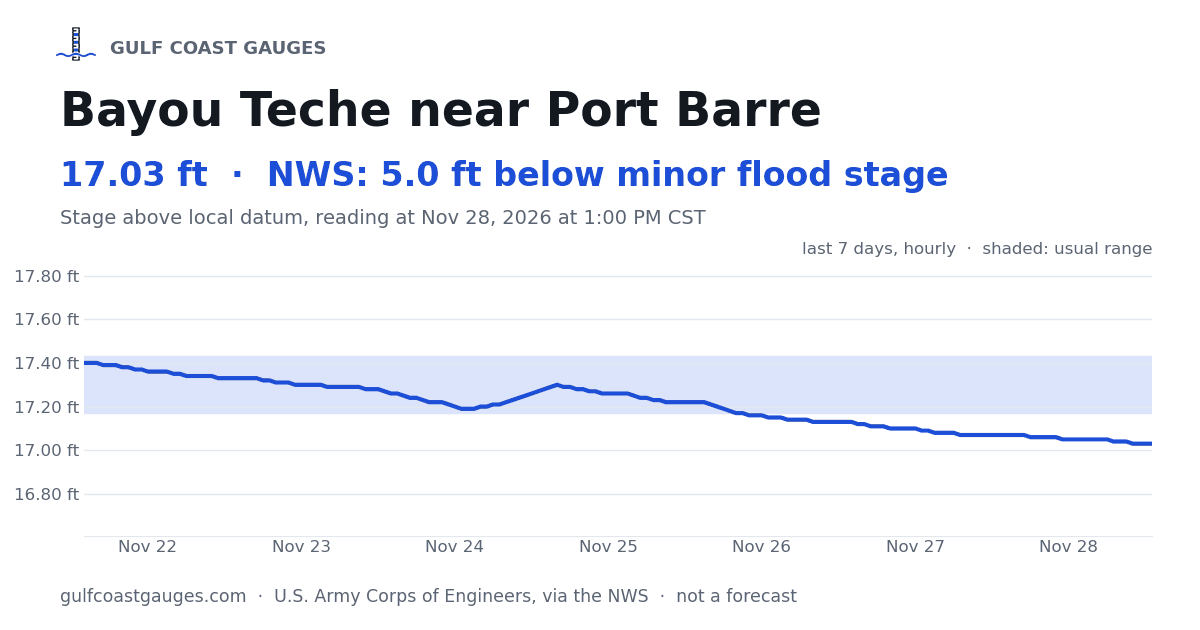 GULF COAST GAUGES
Bayou Teche near Port Barre
17.03 ft · NWS: 5.0 ft below minor flood stage
Stage above local datum, reading at Nov 28, 2026 at 1:00 PM CST
last 7 days, hourly · shaded: usual range
17.80 ft
17.60 ft
17.40 ft
17.20 ft
17.00 ft
16.80 ft
Nov 22 Nov 23 Nov 24 Nov 25 Nov 26 Nov 27 Nov 28
gulfcoastgauges.com · U.S. Army Corps of Engineers, via the NWS · not a forecast